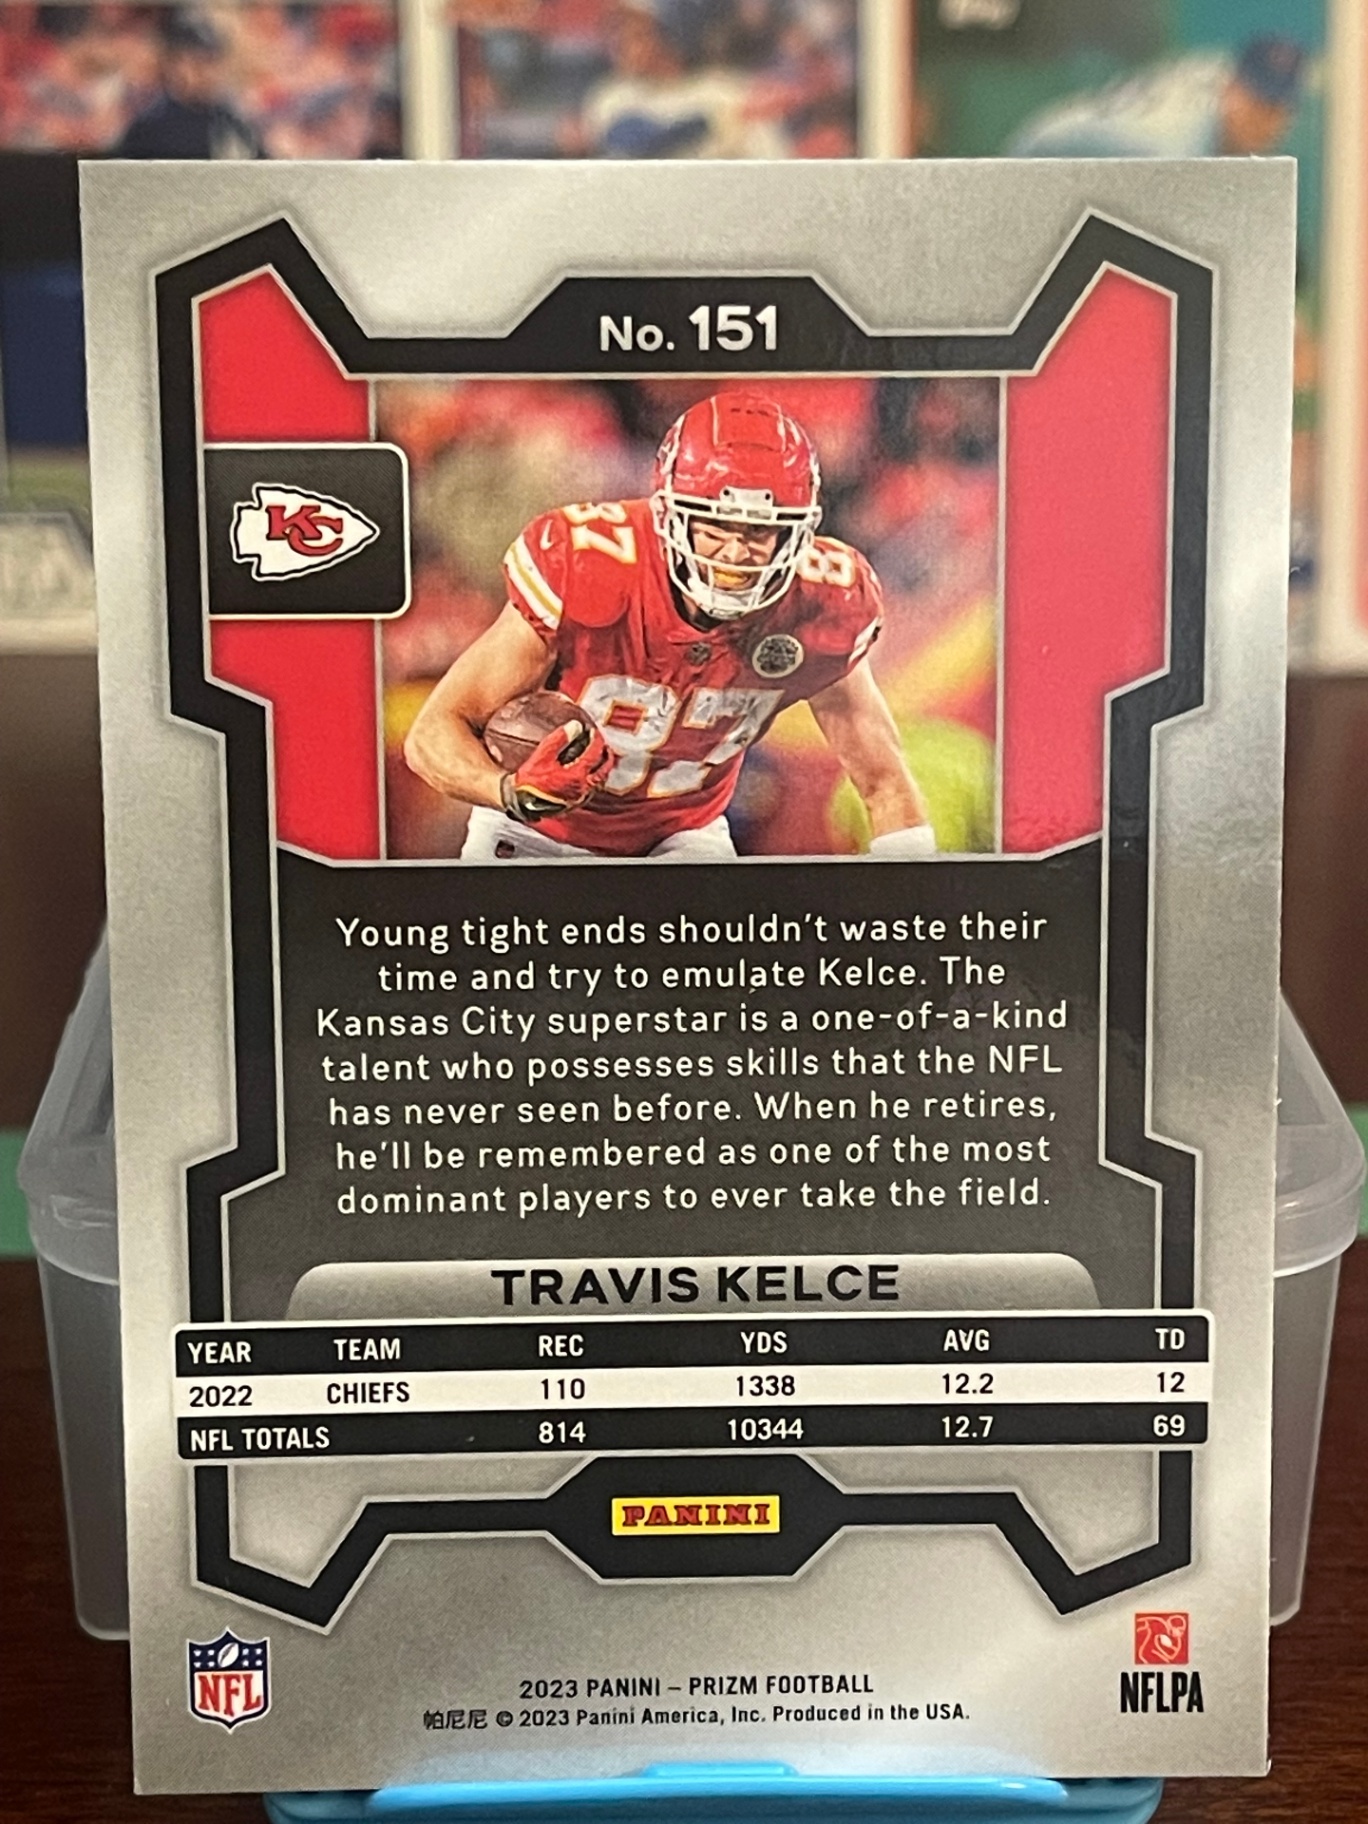 No. 151
KC
87
87
87
Young tight ends shouldn't waste their
time and try to emulate Kelce. The
Kansas City superstar is a one-of-a-kind
talent who possesses skills that the NFL
has never seen before. When he retires,
he'll be remembered as one of the most
dominant players to ever take the field.
TRAVIS KELCE
YEAR TEAM REC YDS AVG TD
2022 CHIEFS 110 1338 12.2 12
NFL TOTALS 814 10344 12.7 69
PANINI
NFL
NFLPA
2023 PANINI – PRIZM FOOTBALL
帕尼尼 © 2023 Panini America, Inc. Produced in the USA.